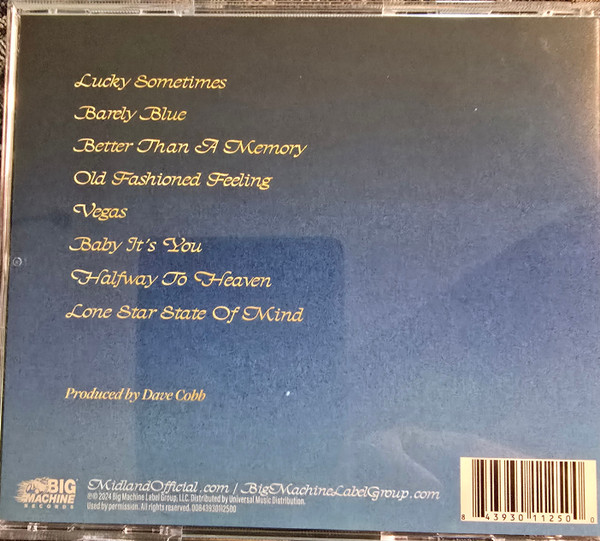 Lucky Sometimes
Barely Blue
Better Than A Memory
Old Fashioned Feeling
Vegas
Baby It's You
Halfway To Heaven
Lone Star State Of Mind
Produced by Dave Cobb
BIG
MACHINE
RECORDS
MidlandOfficial.com / BigMachineLabelGroup.com
℗© 2024 Big Machine Label Group, LLC. Distributed by Universal Music Distribution.
Used by permission. All rights reserved. 00843930112500
8 43930 11250 0